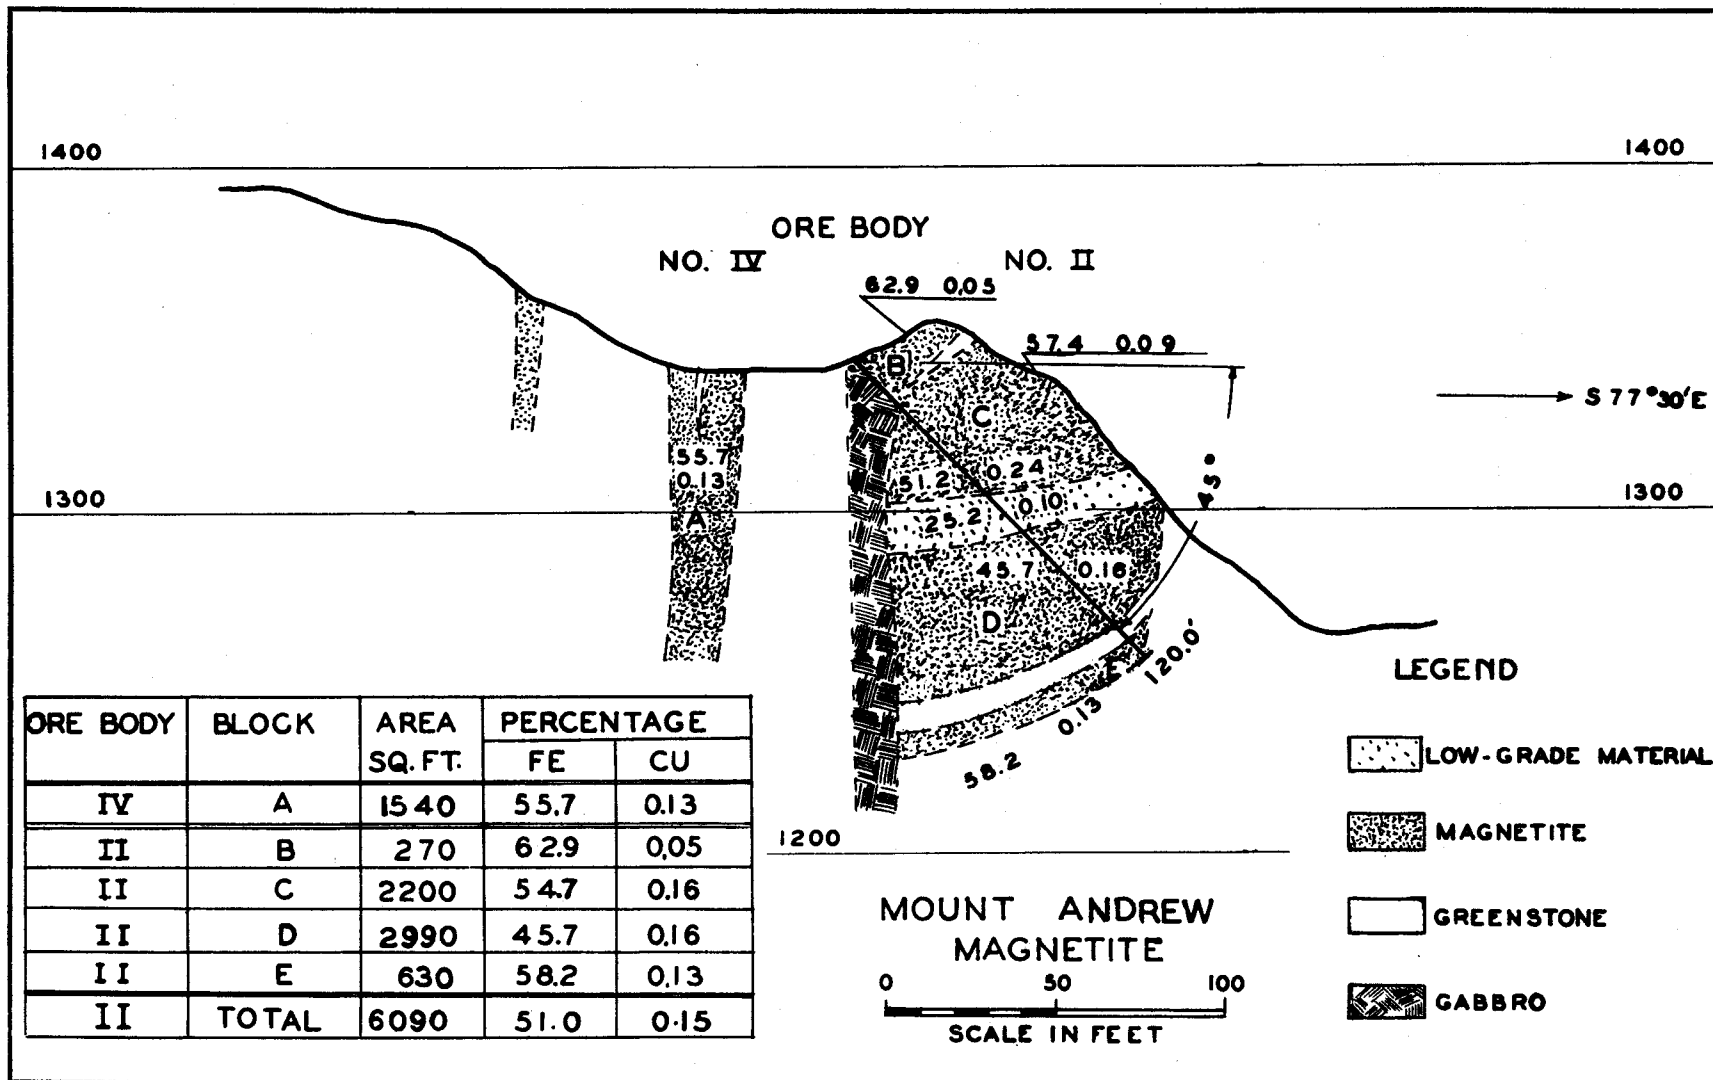 1400 1400
ORE BODY
NO. IV NO. II
62.9 0.05
57.4 0.09
B
S 77°30'E
C
55.7
0.13
51.2 0.24
45°
1300 1300
A
25.2 0.10
45.7 0.16
D
E
120.0'
58.2 0.13
LEGEND
LOW-GRADE MATERIAL
MAGNETITE
GREENSTONE
GABBRO
ORE BODY BLOCK AREA SQ. FT. PERCENTAGE
FE CU
IV A 1540 55.7 0.13
II B 270 62.9 0,05
II C 2200 54.7 0.16
II D 2990 45.7 0.16
II E 630 58.2 0.13
II TOTAL 6090 51.0 0.15
1200
MOUNT ANDREW
MAGNETITE
0 50 100
SCALE IN FEET